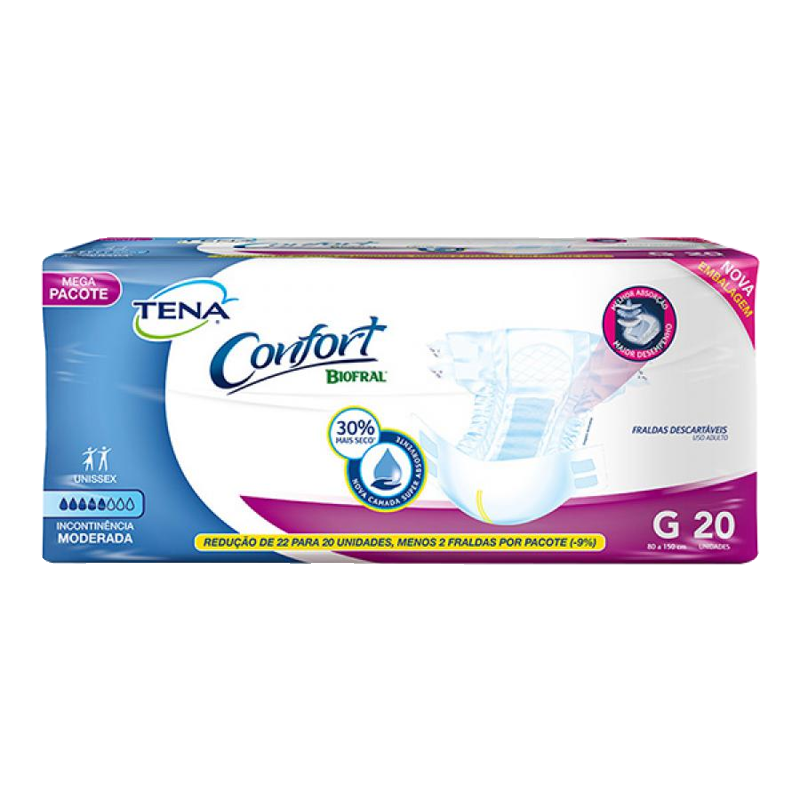 Confort
G 20
MEGA
PACOTE
TENA
Confort
BIOFRAL
30%
MAIS SECO
NOVA CAMADA SUPER ABSORVENTE
MELHOR ABSORÇÃO
MAIOR DESEMPENHO
NOVA
EMBALAGEM
FRALDAS DESCARTÁVEIS
USO ADULTO
UNISSEX
INCONTINÊNCIA
MODERADA
REDUÇÃO DE 22 PARA 20 UNIDADES, MENOS 2 FRALDAS POR PACOTE (-9%)
G 20
80 a 150 cm UNIDADES